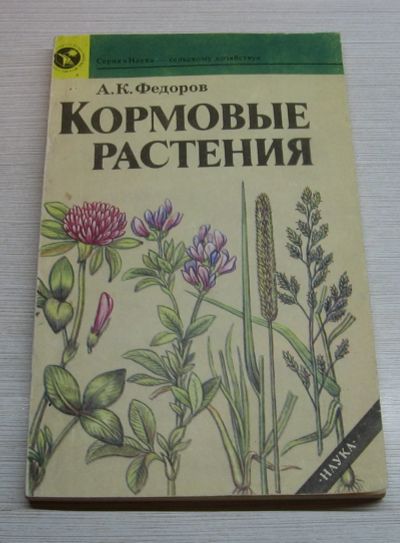 Серия «Наука — сельскому хозяйству»
А.К. Федоров
КОРМОВЫЕ
РАСТЕНИЯ
·НАУКА·